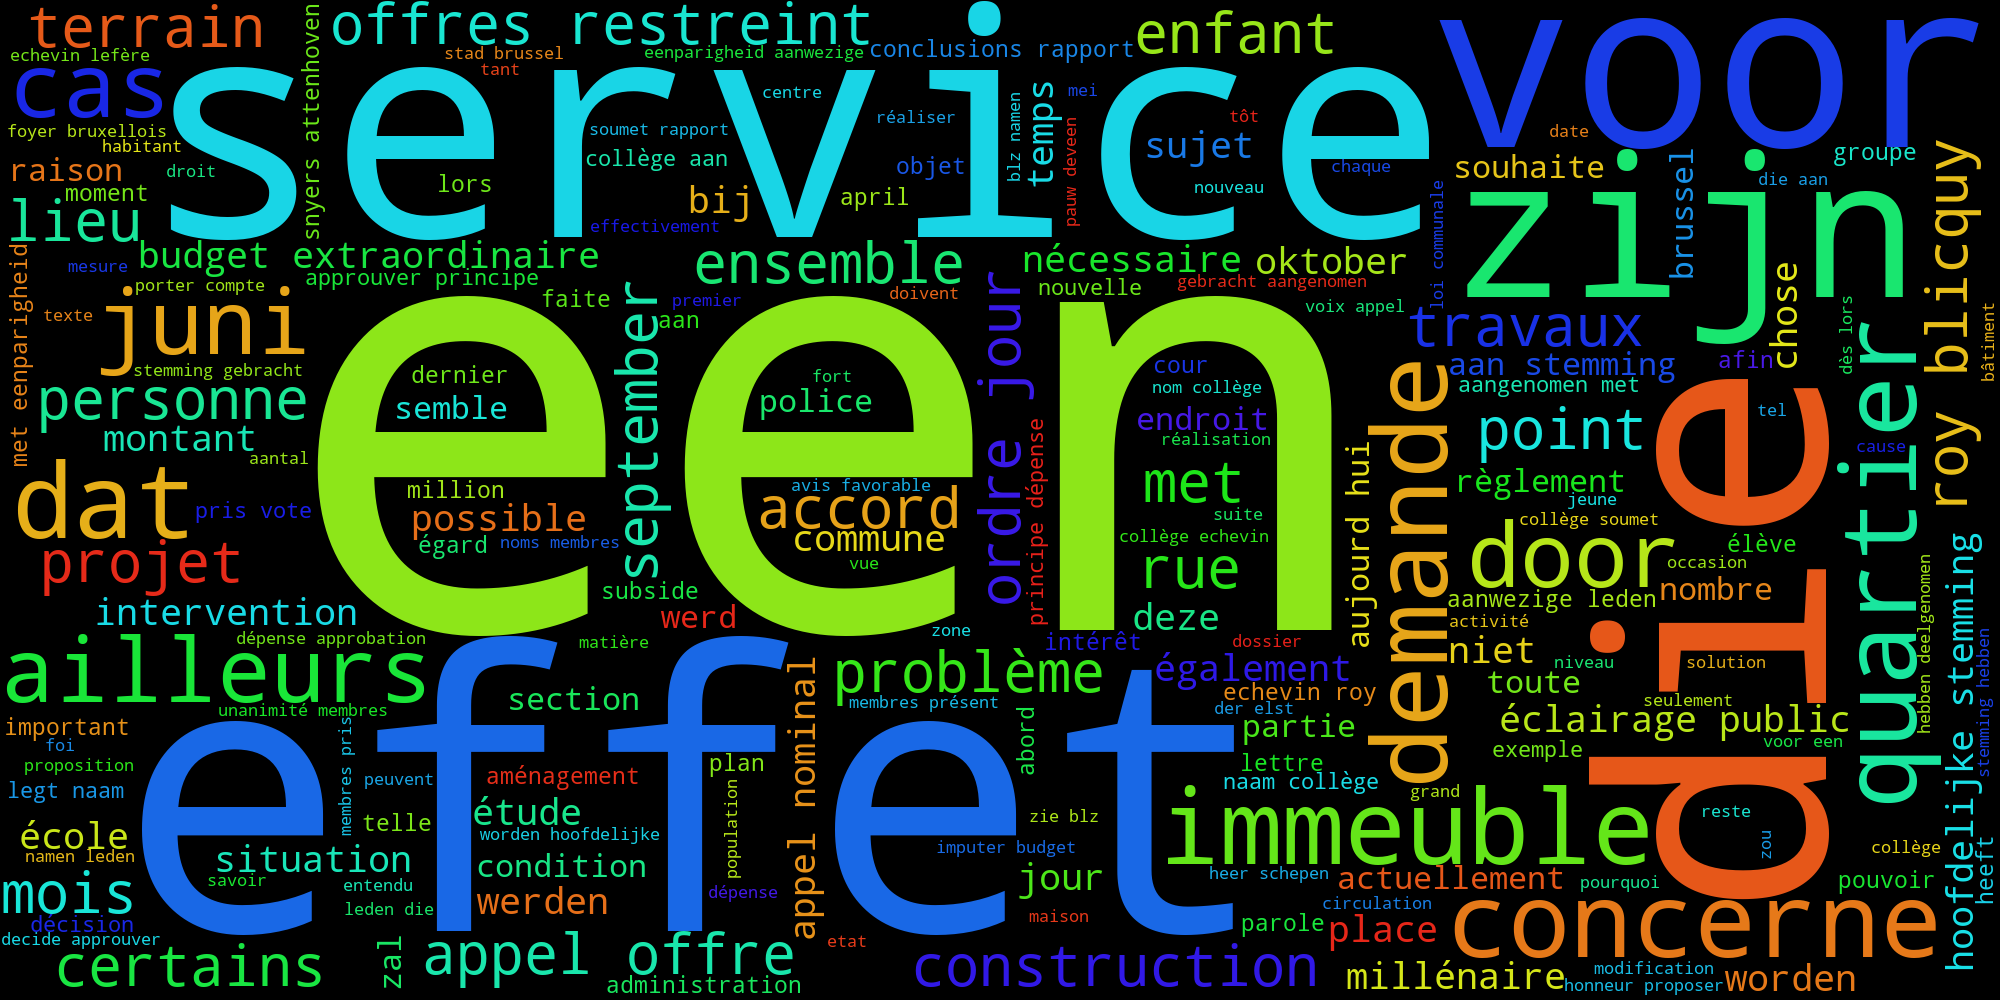 terrain
offres restreint
enfant
voor
echevin lefère
stad brussel
eenparigheid aanwezige
conclusions rapport
tant
cas
service
snyers attenhoven
centre
blz namen
temps
mei
réaliser
tôt
pauw deveen
date
foyer bruxellois
habitant
soumet rapport
sujet
zijn
groupe
raison
droit
collège aan
objet
chaque
souhaite
brussel
die aan
moment
lors
bij
april
nouveau
loi communale
roy blicquy
lieu
effectivement
budget extraordinaire
ensemble
nécessaire
oktober
met eenparigheid
mesure
approuver principe
gebracht aangenomen
porter compte
faite
premier
doivent
nouvelle
voix appel
chose
dès lors
bâtiment
juni
texte
een
september
aan
ordre jour
travaux
stemming gebracht
dernier
fort
cour
aan stemming
afin
personne
semble
police
nom collège
aangenomen met
quartier
montant
endroit
demande
point
die
tel
aantal
réalisation
cause
dat
million
avis favorable
met
règlement
pris vote
possible
accord
suite
jeune
égard
noms membres
commune
principe dépense
collège echevin
aujourd hui
collège soumet
door
élève
projet
vue
rue
occasion
subside
nombre
hoofdelijke stemming
intervention
werd
deze
aanwezige leden
hebben deelgenomen
dépense approbation
matière
zone
intérêt
dossier
activité
stemming hebben
ailleurs
effet
problème
également
niet
niveau
solution
section
echevin roy
toute
seulement
unanimité membres
membres présent
der elst
important
membres pris
appel nominal
abord
partie
éclairage public
foi
exemple
voor een
proposition
peuvent
aménagement
plan
lettre
legt naam
population
naam collège
grand
étude
immeuble
telle
zie blz
reste
école
worden hoofdelijke
zou
namen leden
situation
condition
imputer budget
collège
savoir
entendu
dépense
jour
heer schepen
actuellement
pourquoi
pouvoir
heeft
mois
leden die
werden
maison
circulation
décision
parole
place
concerne
decide approuver
zal
appel offre
etat
certains
construction
millénaire
modification
worden
administration
honneur proposer